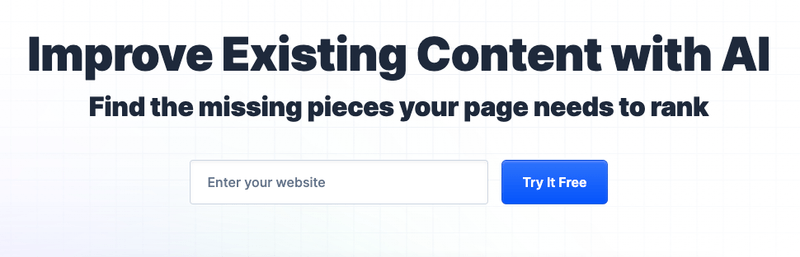 Improve Existing Content with AI
Find the missing pieces your page needs to rank
Enter your website
Try It Free